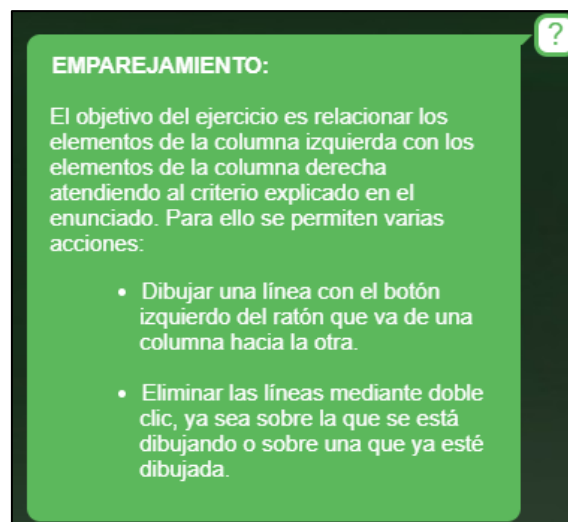 ?
EMPAREJAMIENTO:
El objetivo del ejercicio es relacionar los
elementos de la columna izquierda con los
elementos de la columna derecha
atendiendo al criterio explicado en el
enunciado. Para ello se permiten varias
acciones:
• Dibujar una línea con el botón
izquierdo del ratón que va de una
columna hacia la otra.
• Eliminar las líneas mediante doble
clic, ya sea sobre la que se está
dibujando o sobre una que ya esté
dibujada.